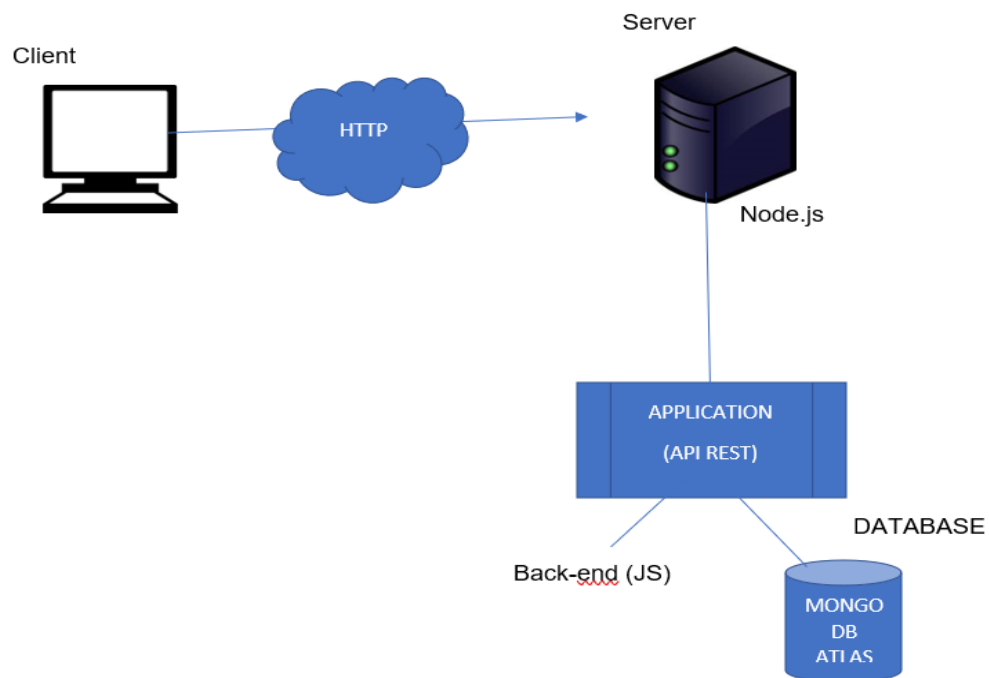 Server
Client
HTTP
Node.js
APPLICATION
(API REST)
DATABASE
Back-end (JS)
MONGO
DB
ATLAS